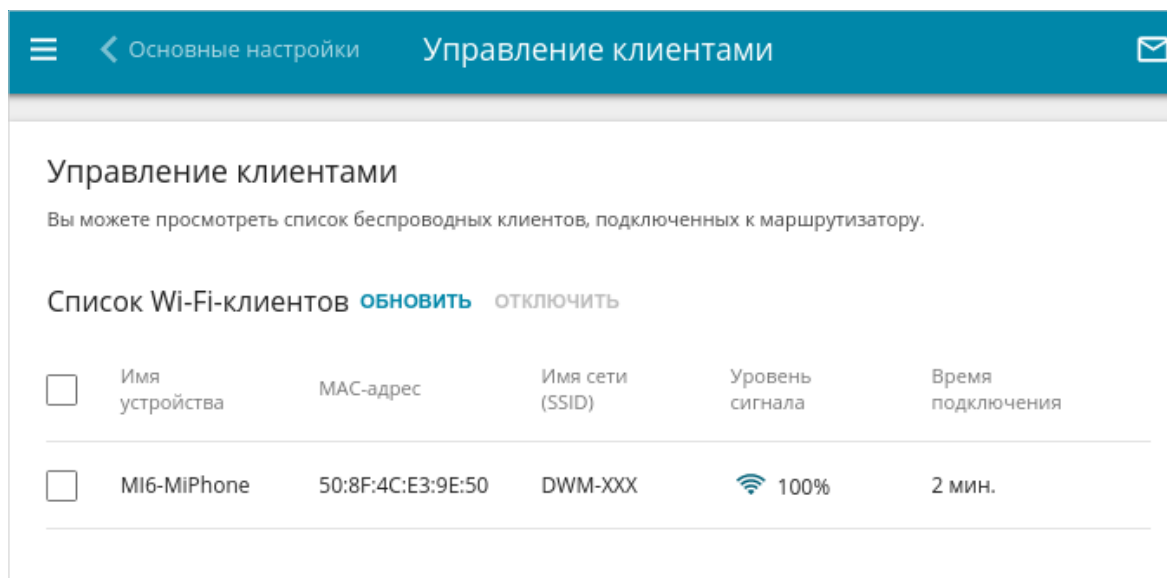 Основные настройки Управление клиентами
Управление клиентами
Вы можете просмотреть список беспроводных клиентов, подключенных к маршрутизатору.
Список Wi-Fi-клиентов ОБНОВИТЬ ОТКЛЮЧИТЬ
Имя устройства MAC-адрес Имя сети (SSID) Уровень сигнала Время подключения
MI6-MiPhone 50:8F:4C:E3:9E:50 DWM-XXX 100% 2 мин.